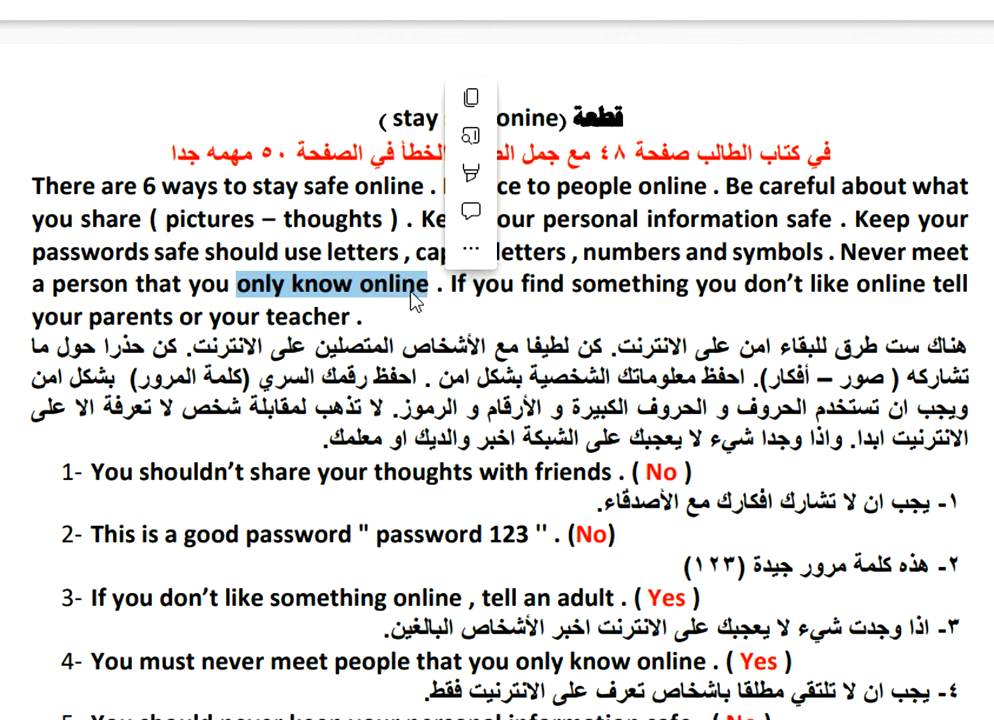 ( stay onine) قطعة
في كتاب الطالب صفحة ٤٨ مع جمل الخطأ في الصفحة ٥٠ مهمه جدا
There are 6 ways to stay safe online . ce to people online . Be careful about what
you share ( pictures – thoughts ) . Ke our personal information safe . Keep your
passwords safe should use letters , ca letters , numbers and symbols . Never meet
a person that you only know online . If you find something you don’t like online tell
your parents or your teacher .
هناك ست طرق للبقاء امن على الانترنت. كن لطيفا مع الأشخاص المتصلين على الانترنت. كن حذرا حول ما
تشاركه ( صور – أفكار). احفظ معلوماتك الشخصية بشكل امن . احفظ رقمك السري (كلمة المرور) بشكل امن
ويجب ان تستخدم الحروف و الحروف الكبيرة و الأرقام و الرموز. لا تذهب لمقابلة شخص لا تعرفة الا على
الانترنيت ابدا. واذا وجدا شيء لا يعجبك على الشبكة اخبر والديك او معلمك.
1- You shouldn’t share your thoughts with friends . ( No )
١- يجب ان لا تشارك افكارك مع الأصدقاء.
2- This is a good password " password 123 " . (No)
٢- هذه كلمة مرور جيدة (١٢٣)
3- If you don’t like something online , tell an adult . ( Yes )
٣- اذا وجدت شيء لا يعجبك على الانترنت اخبر الأشخاص البالغين.
4- You must never meet people that you only know online . ( Yes )
٤- يجب ان لا تلتقي مطلقا باشخاص تعرف على الانترنيت فقط.
5- You should never keep your personal information safe . ( No )